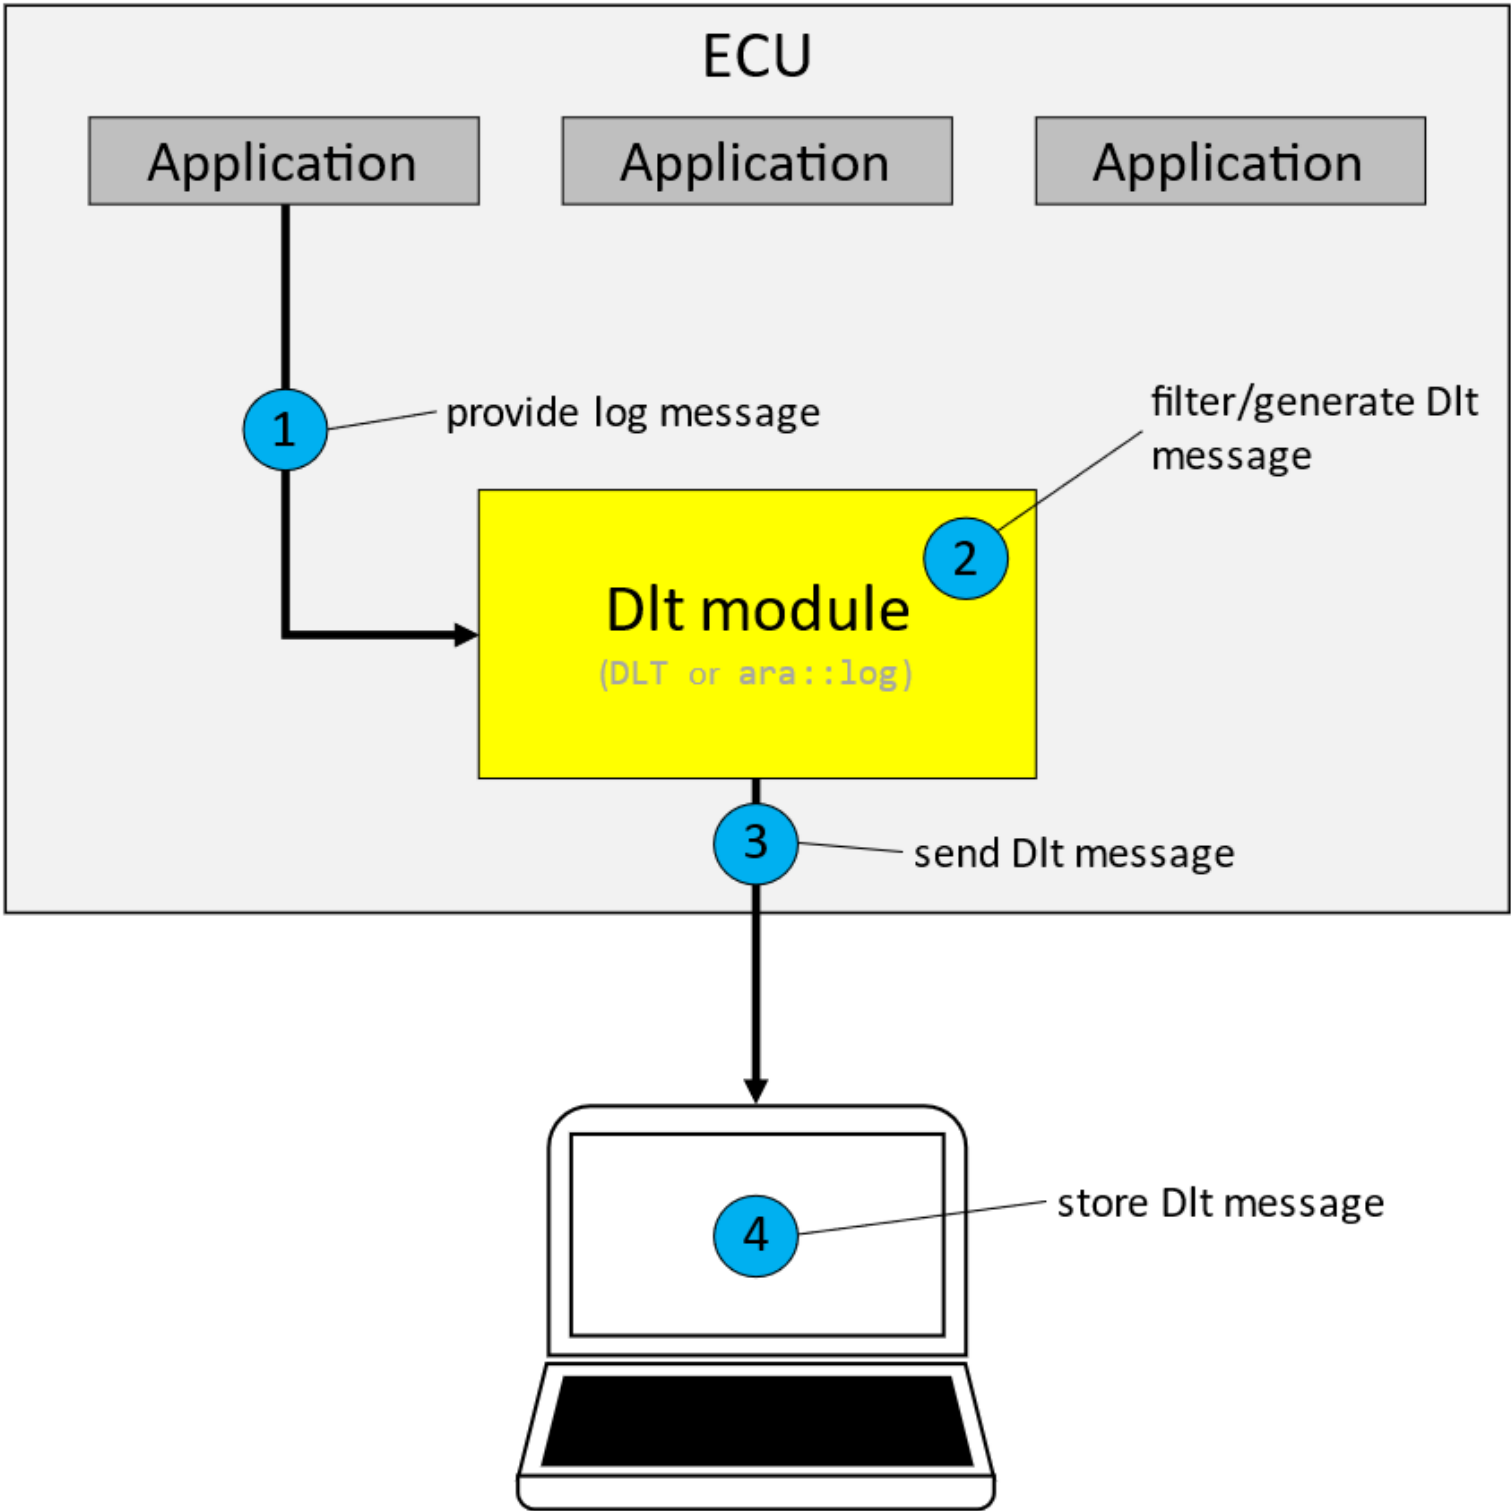 ECU
Application
Application
Application
1
provide log message
filter/generate Dlt
message
2
Dlt module
(DLT or ara::log)
3
send Dlt message
4
store Dlt message